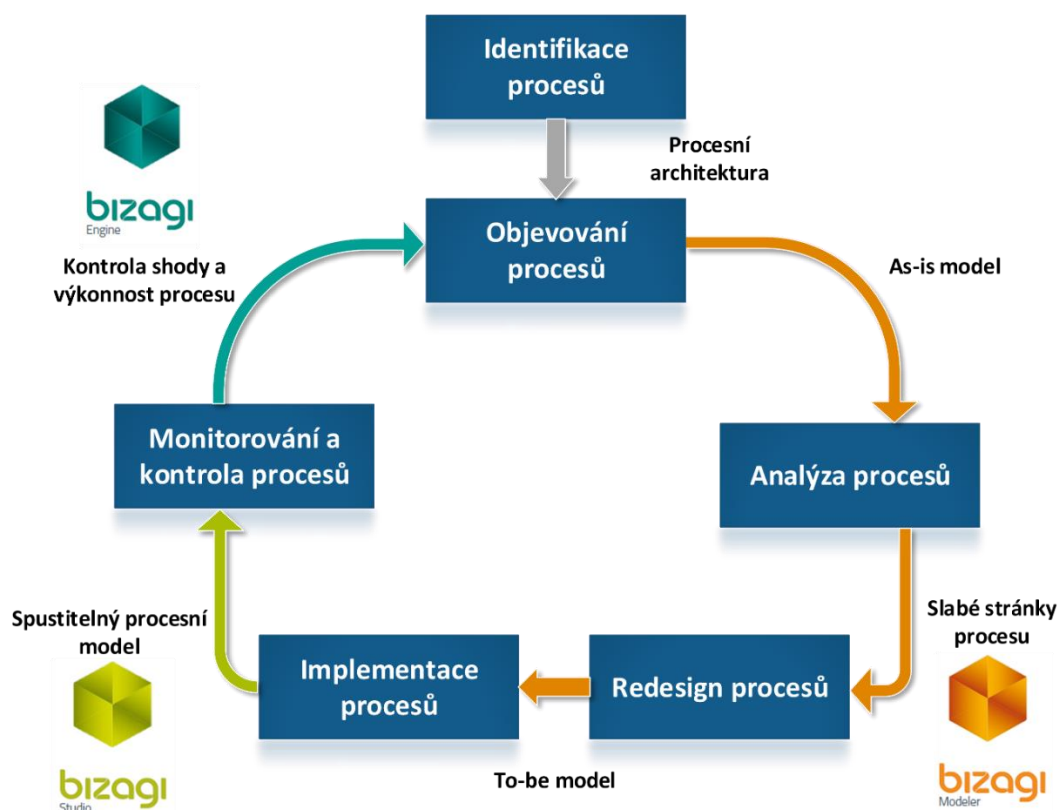 Identifikace
procesů
Procesní
architektura
bizagi
Engine
Objevování
procesů
Kontrola shody a
výkonnost procesu
As-is model
Monitorování a
kontrola procesů
Analýza procesů
Spustitelný procesní
model
Slabé stránky
procesu
Implementace
procesů
Redesign procesů
To-be model
bizagi
Studio
bizagi
Modeler